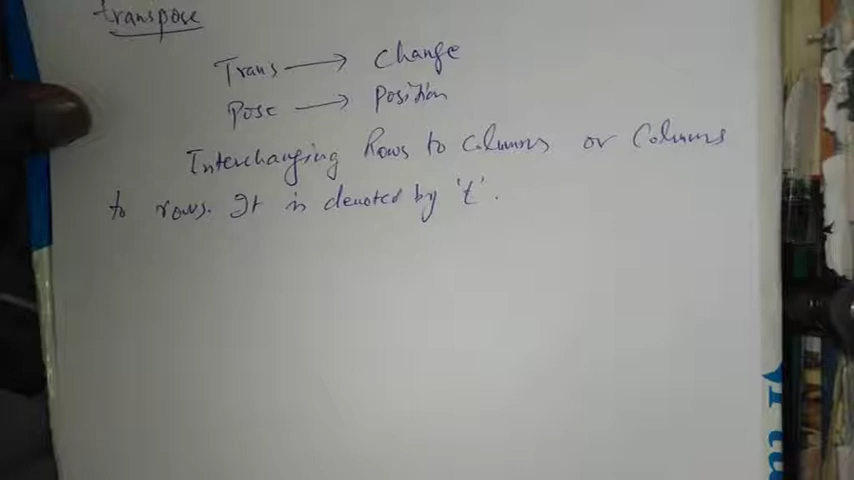 transpose
Trans → Change
Pose → Position
Interchanging Rows to columns or Columns
to rows. It is denoted by 't'.